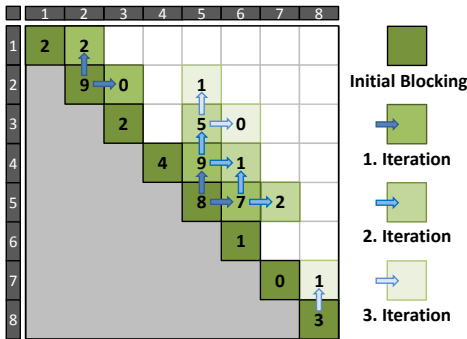 1 2 3 4 5 6 7 8
1 2 2
2 9 0 1
3 2 5 0
4 4 9 1
5 8 7 2
6 1
7 0 1
8 3
Initial Blocking
1. Iteration
2. Iteration
3. Iteration